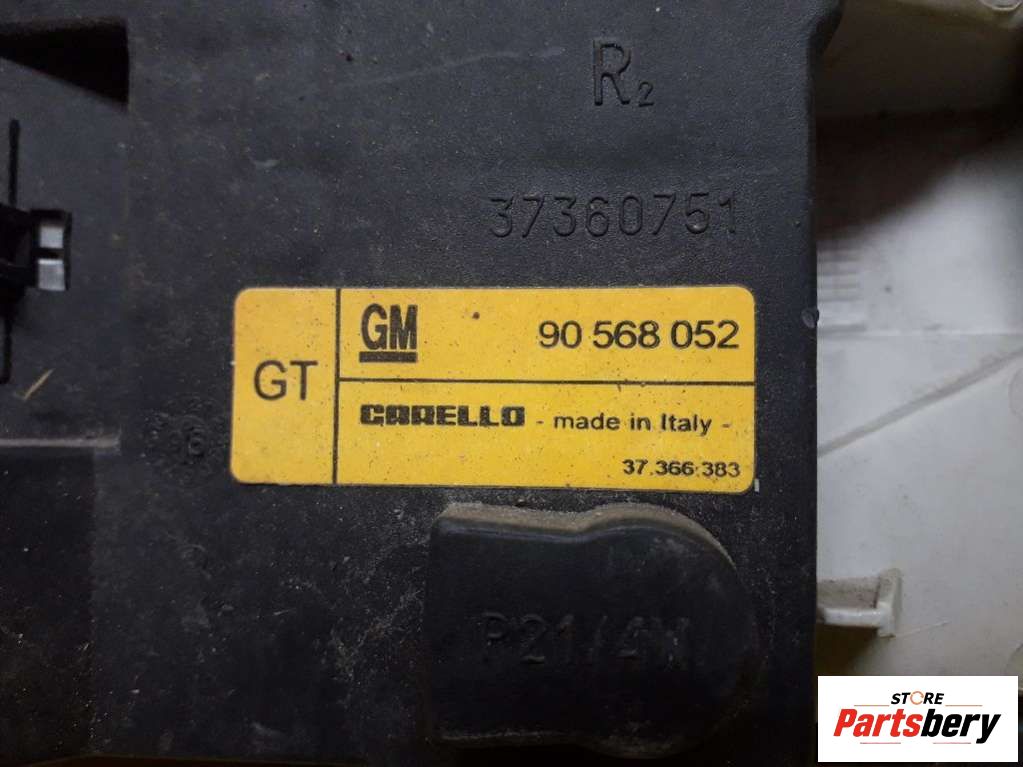 R2
37360751
GT
GM 90 568 052
CARELLO - made in Italy -
37.366.383
P21/4W
STORE
Partsbery